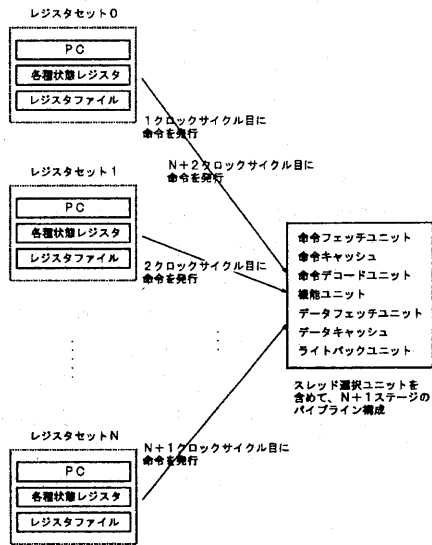 レジスタセット0
PC
各種状態レジスタ
レジスタファイル
1クロックサイクル目に
命令を発行
N+2クロックサイクル目に
命令を発行
レジスタセット1
PC
各種状態レジスタ
レジスタファイル
2クロックサイクル目に
命令を発行
命令フェッチユニット
命令キャッシュ
命令デコードユニット
機能ユニット
データフェッチユニット
データキャッシュ
ライトバックユニット
スレッド選択ユニットを
含めて、N+1ステージの
パイプライン構成
レジスタセットN
PC
各種状態レジスタ
レジスタファイル
N+1クロックサイクル目に
命令を発行